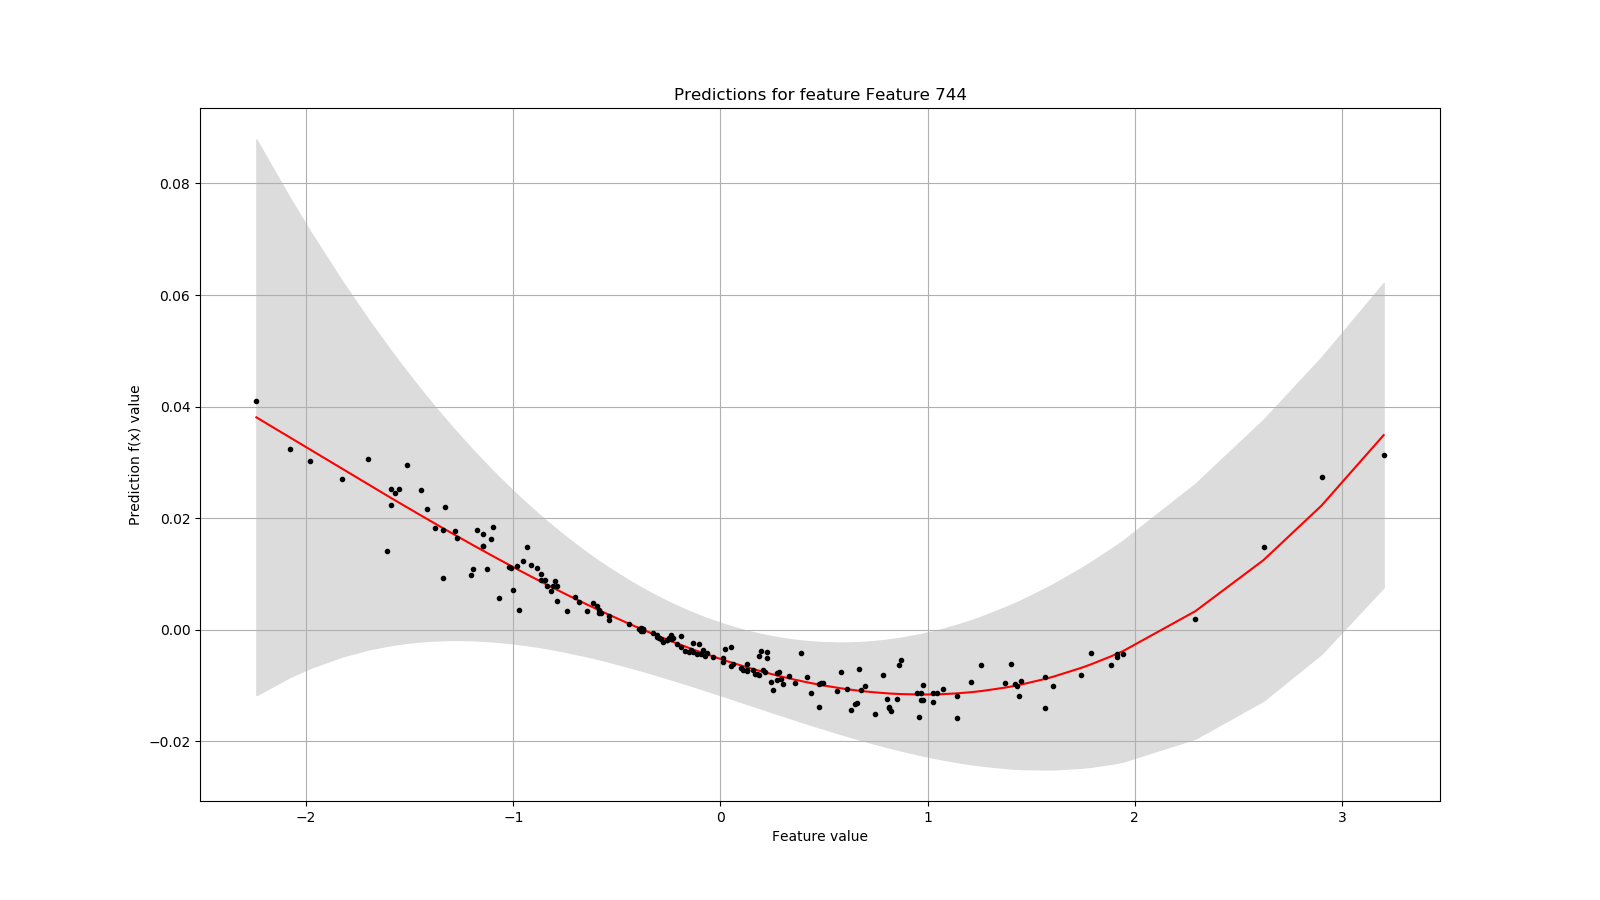 Predictions for feature Feature 744
Prediction f(x) value
0.08
0.06
0.04
0.02
0.00
−0.02
−2 −1 0 1 2 3
Feature value